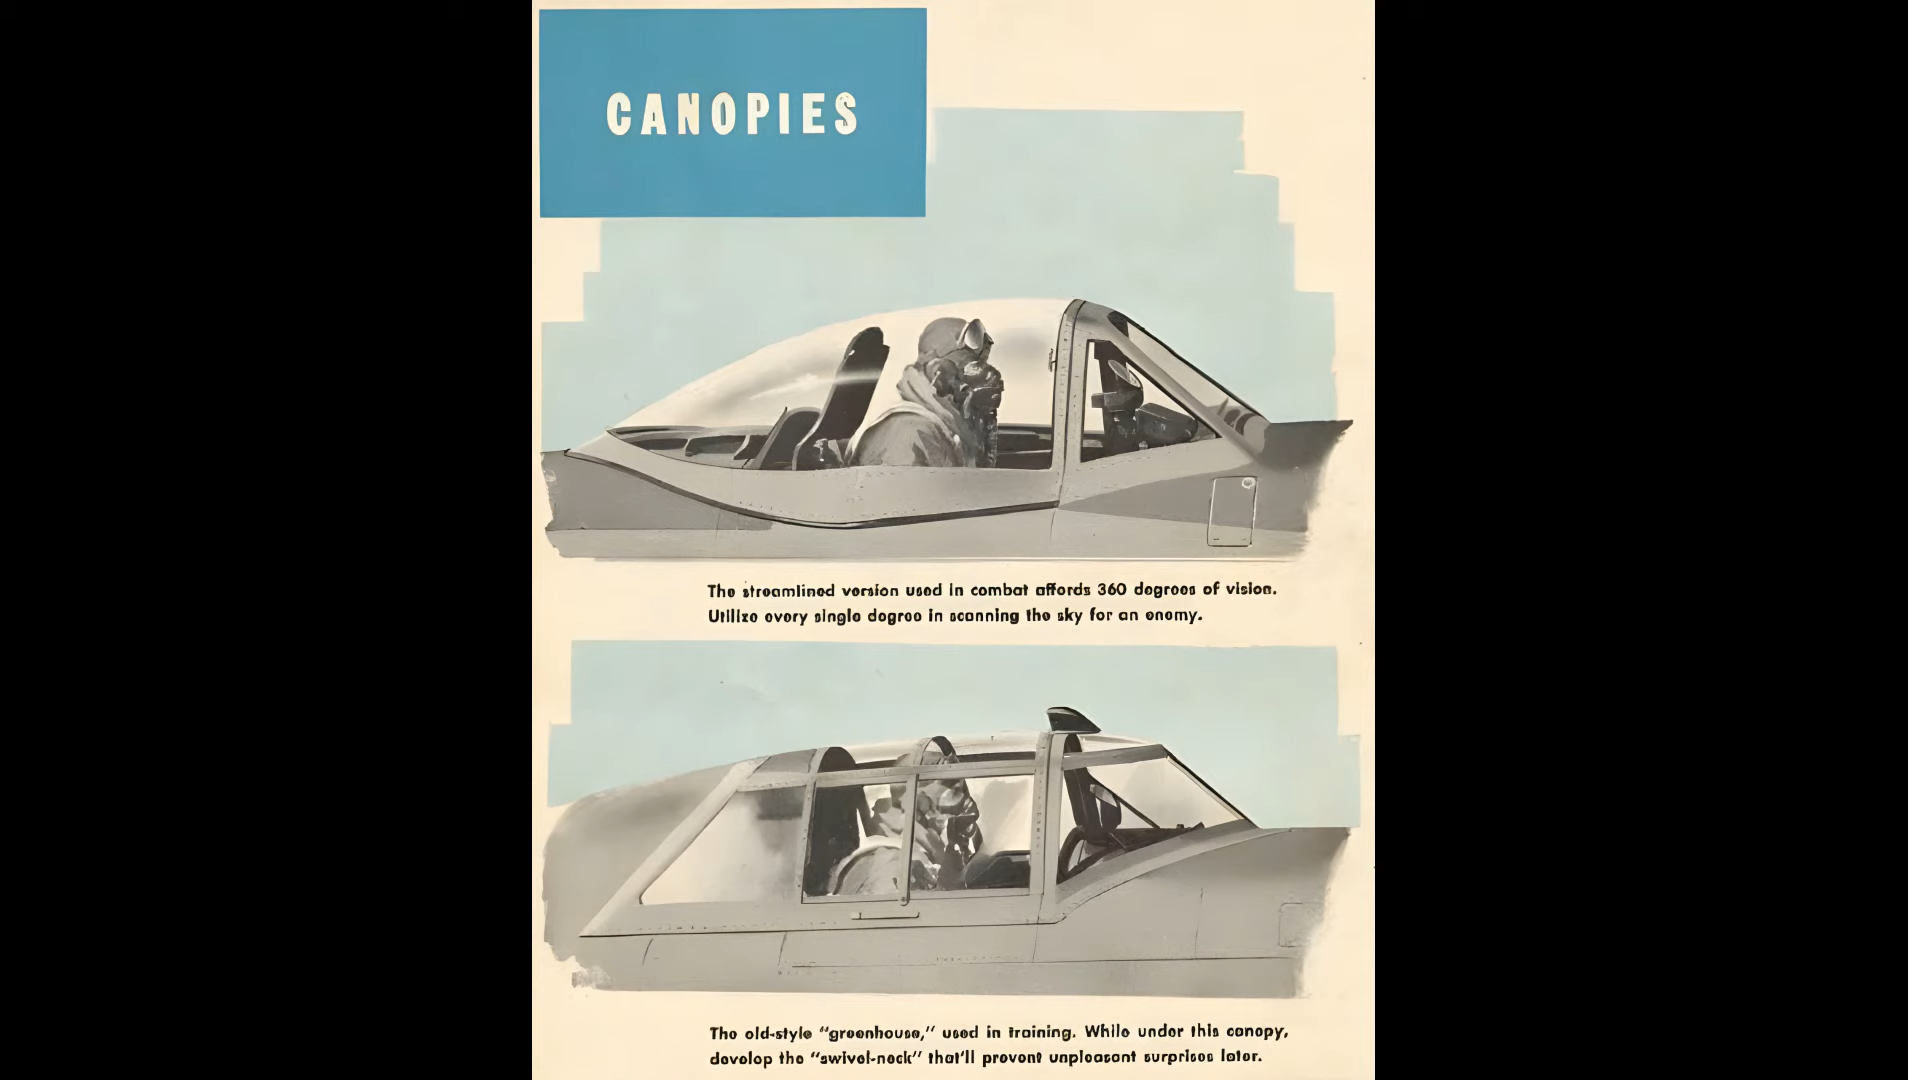 CANOPIES
The streamlined version used in combat affords 360 degrees of vision.
Utilize every single degree in scanning the sky for an enemy.
The old-style "greenhouse," used in training. While under this canopy,
develop the "swivel-neck" that'll prevent unpleasant surprises later.